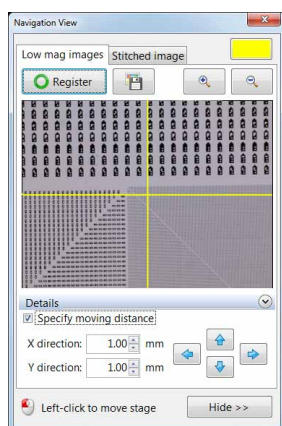 Navigation View
Low mag images Stitched image
Register
Details
Specify moving distance
X direction: 1.00 mm
Y direction: 1.00 mm
Left-click to move stage Hide >>